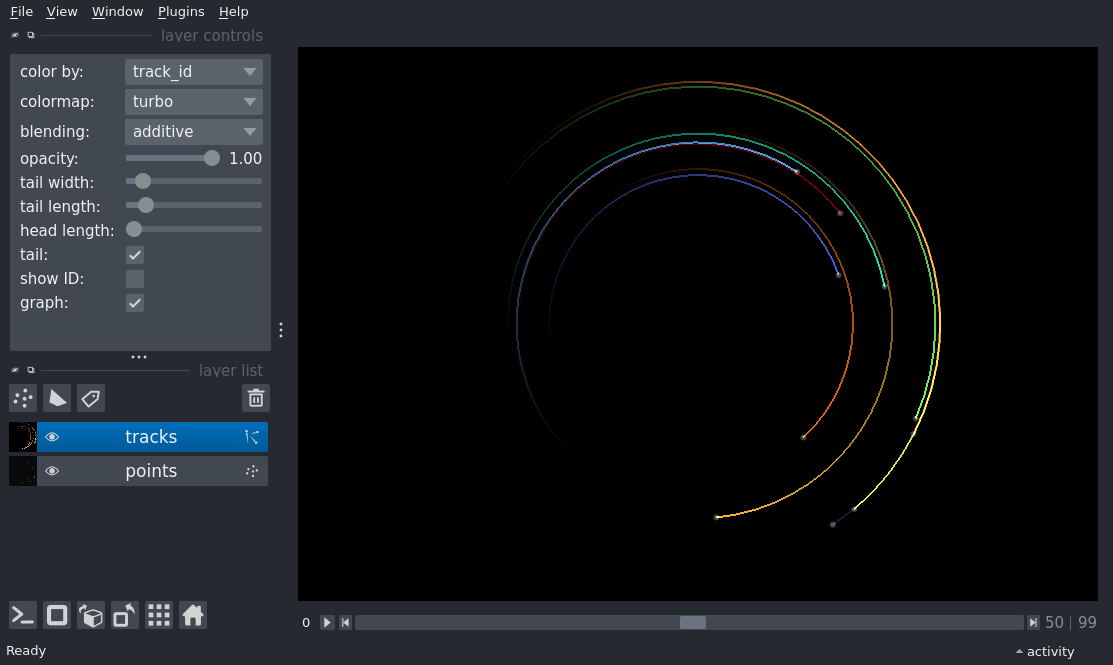 File View Window Plugins Help
layer controls
color by: track_id
colormap: turbo
blending: additive
opacity: 1.00
tail width:
tail length:
head length:
tail:
show ID:
graph:
layer list
tracks
points
0 50 | 99
Ready activity